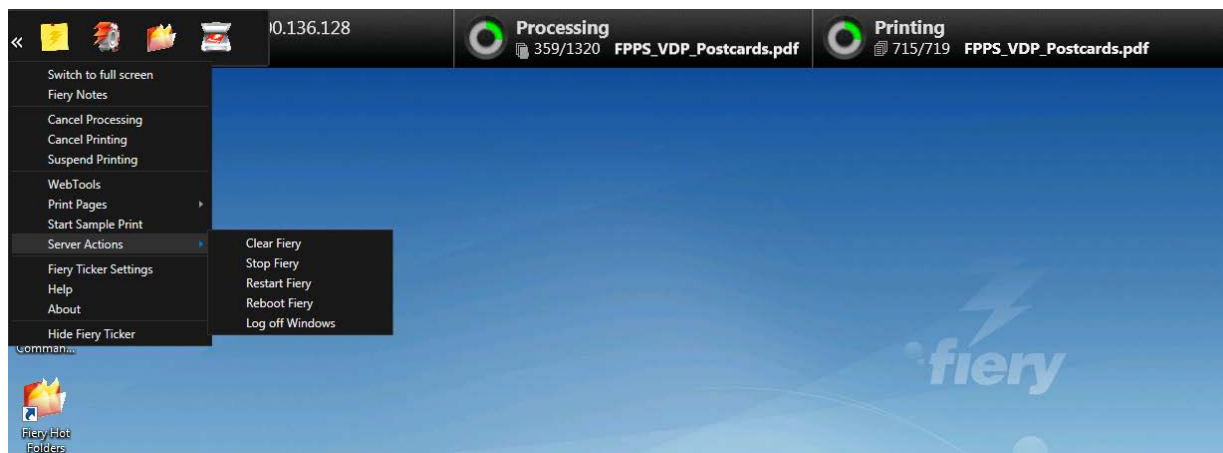 «
00.136.128
Processing
359/1320 FPPS_VDP_Postcards.pdf
Printing
715/719 FPPS_VDP_Postcards.pdf
Switch to full screen
Fiery Notes
Cancel Processing
Cancel Printing
Suspend Printing
WebTools
Print Pages
Start Sample Print
Server Actions
Fiery Ticker Settings
Help
About
Hide Fiery Ticker
Clear Fiery
Stop Fiery
Restart Fiery
Reboot Fiery
Log off Windows
Comman...
Fiery Hot
Folders
fiery